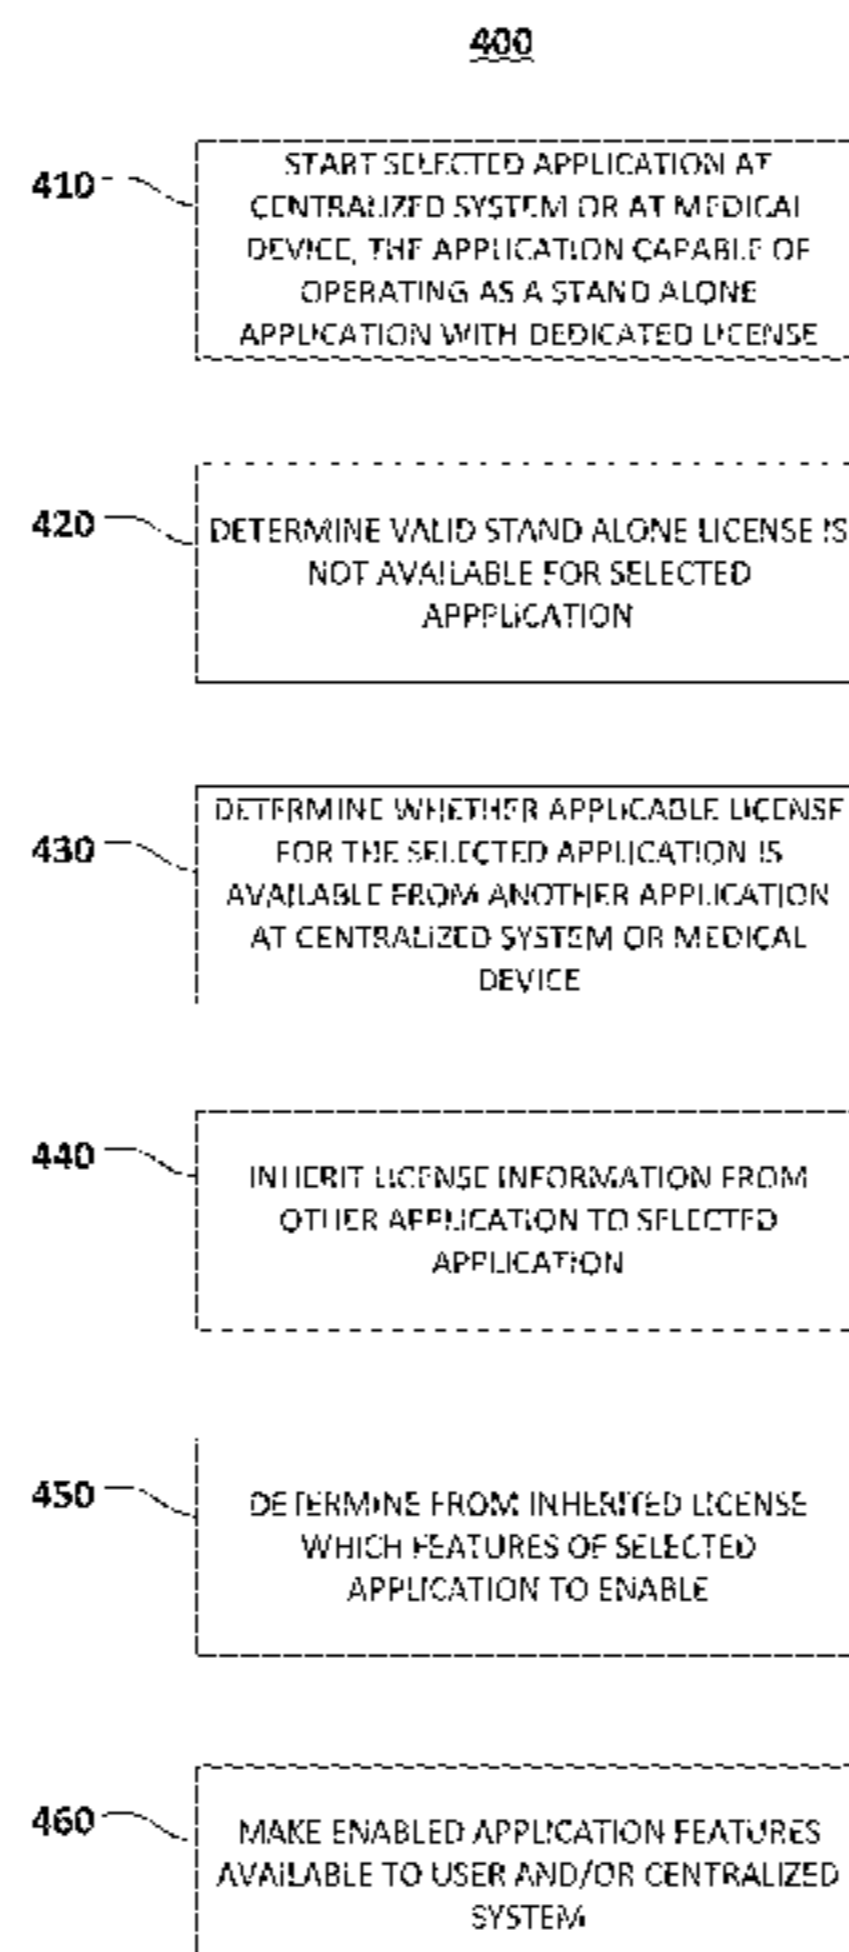 400
410
START SELECTED APPLICATION AT
CENTRALIZED SYSTEM OR AT MEDICAL
DEVICE, THE APPLICATION CAPABLE OF
OPERATING AS A STAND ALONE
APPLICATION WITH DEDICATED LICENSE
420
DETERMINE VALID STAND ALONE LICENSE IS
NOT AVAILABLE FOR SELECTED
APPPLICATION
430
DETERMINE WHETHER APPLICABLE LICENSE
FOR THE SELECTED APPLICATION IS
AVAILABLE FROM ANOTHER APPLICATION
AT CENTRALIZED SYSTEM OR MEDICAL
DEVICE
440
INHERIT LICENSE INFORMATION FROM
OTHER APPLICATION TO SELECTED
APPLICATION
450
DETERMINE FROM INHERITED LICENSE
WHICH FEATURES OF SELECTED
APPLICATION TO ENABLE
460
MAKE ENABLED APPLICATION FEATURES
AVAILABLE TO USER AND/OR CENTRALIZED
SYSTEM